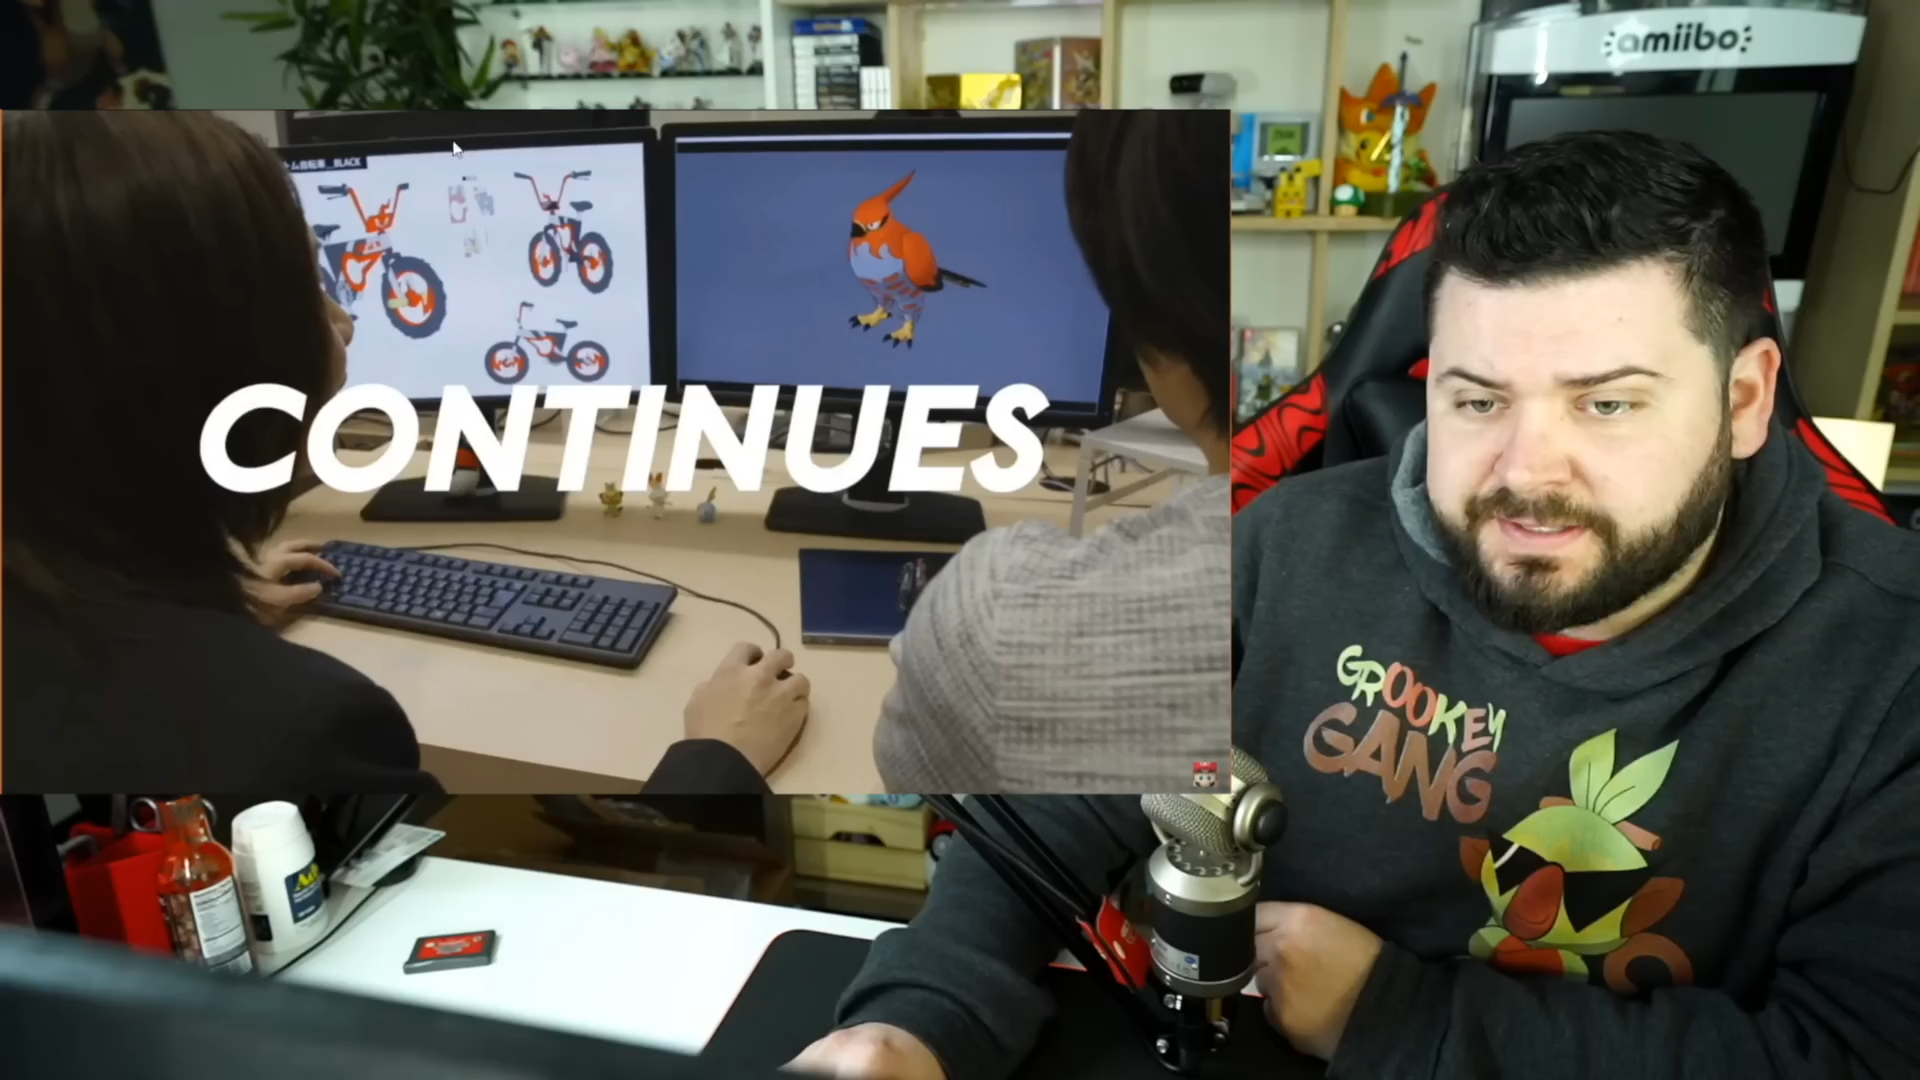 amiibo
ム自転車_BLACK
CONTINUES
GROOKEY
GANG